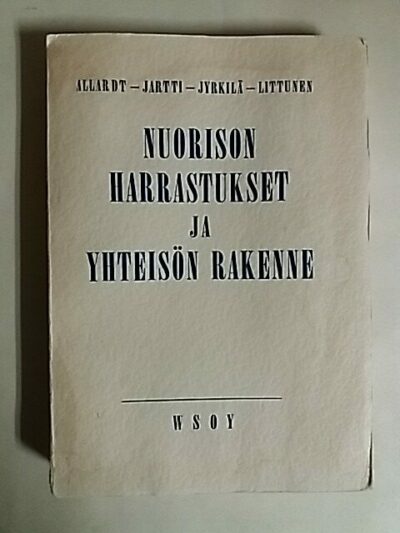 ALLARDT – JARTTI – JYRKILÄ – LITTUNEN
NUORISON
HARRASTUKSET
JA
YHTEISÖN RAKENNE
WSOY